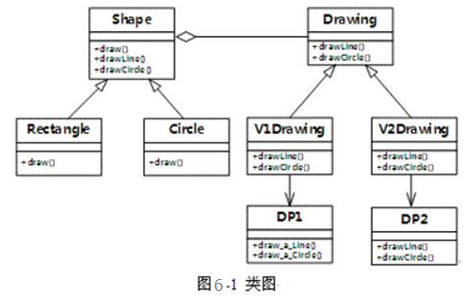 Shape
+draw()
+drawLine()
+drawCircle()
Drawing
+drawLine()
+drawCircle()
Rectangle
+draw()
Circle
+draw()
V1Drawing
+drawLine()
+drawCircle()
V2Drawing
+drawLine()
+drawCircle()
DP1
+draw_a_Line()
+draw_a_Circle()
DP2
+drawLine()
+drawCircle()
图6-1 类图